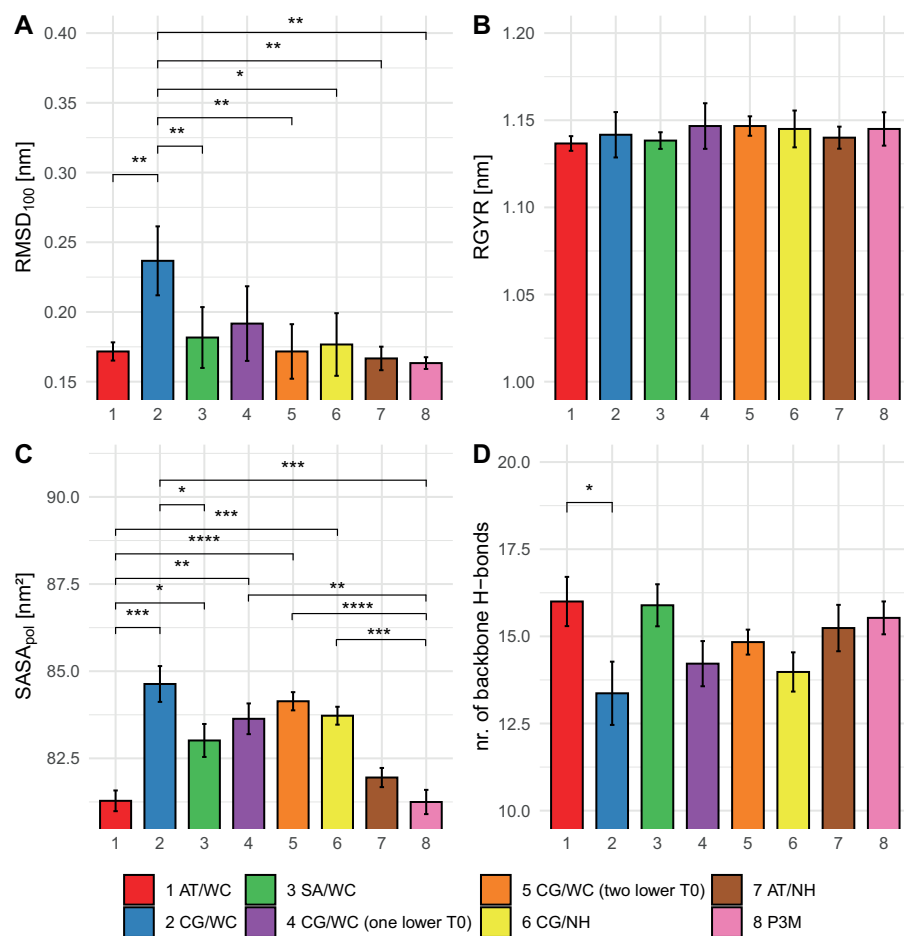 A
0.40
**
**
0.35
*
**
**
**
0.30
RMSD100 [nm]
0.25
0.20
0.15
1 2 3 4 5 6 7 8
B
1.20
1.15
1.10
RGYR [nm]
1.05
1.00
1 2 3 4 5 6 7 8
C
***
90.0
*
***
****
**
**
87.5
*
****
***
***
SASApol [nm²]
85.0
82.5
1 2 3 4 5 6 7 8
D
20.0
*
17.5
15.0
nr. of backbone H−bonds
12.5
10.0
1 2 3 4 5 6 7 8
1 AT/WC
2 CG/WC
3 SA/WC
4 CG/WC (one lower T0)
5 CG/WC (two lower T0)
6 CG/NH
7 AT/NH
8 P3M